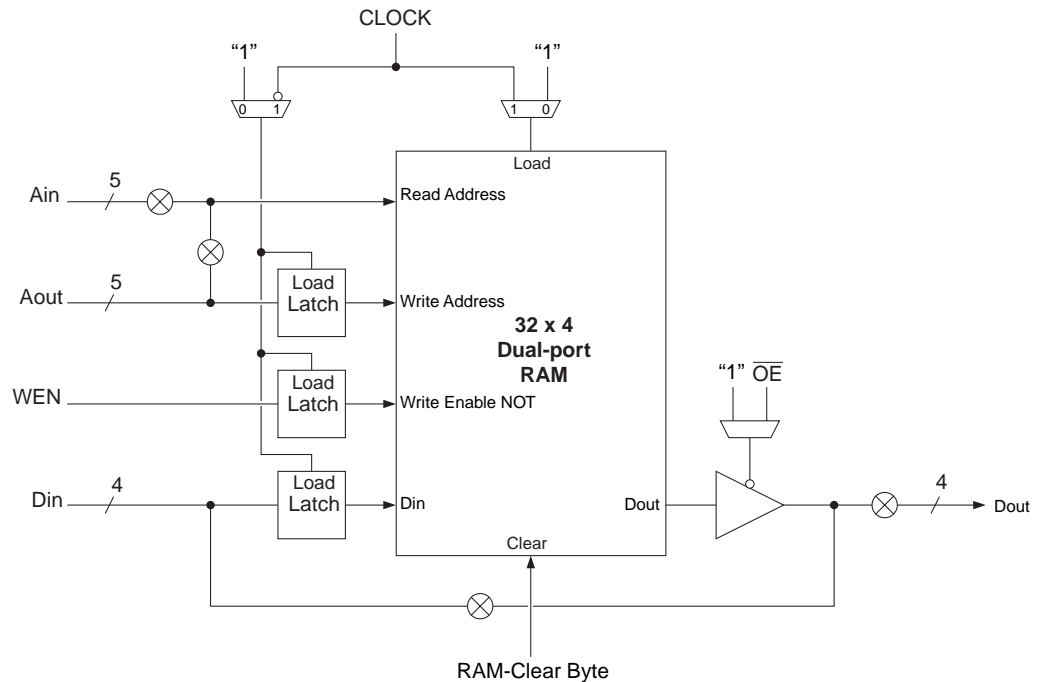 CLOCK
“1”
“1”
0 1
1 0
Load
5
Ain
Read Address
5
Aout
Load
Latch
Write Address
32 x 4
Dual-port
RAM
WEN
Load
Latch
Write Enable NOT
“1” O̅E̅
4
Din
Load
Latch
Din
Dout
4
Dout
Clear
RAM-Clear Byte